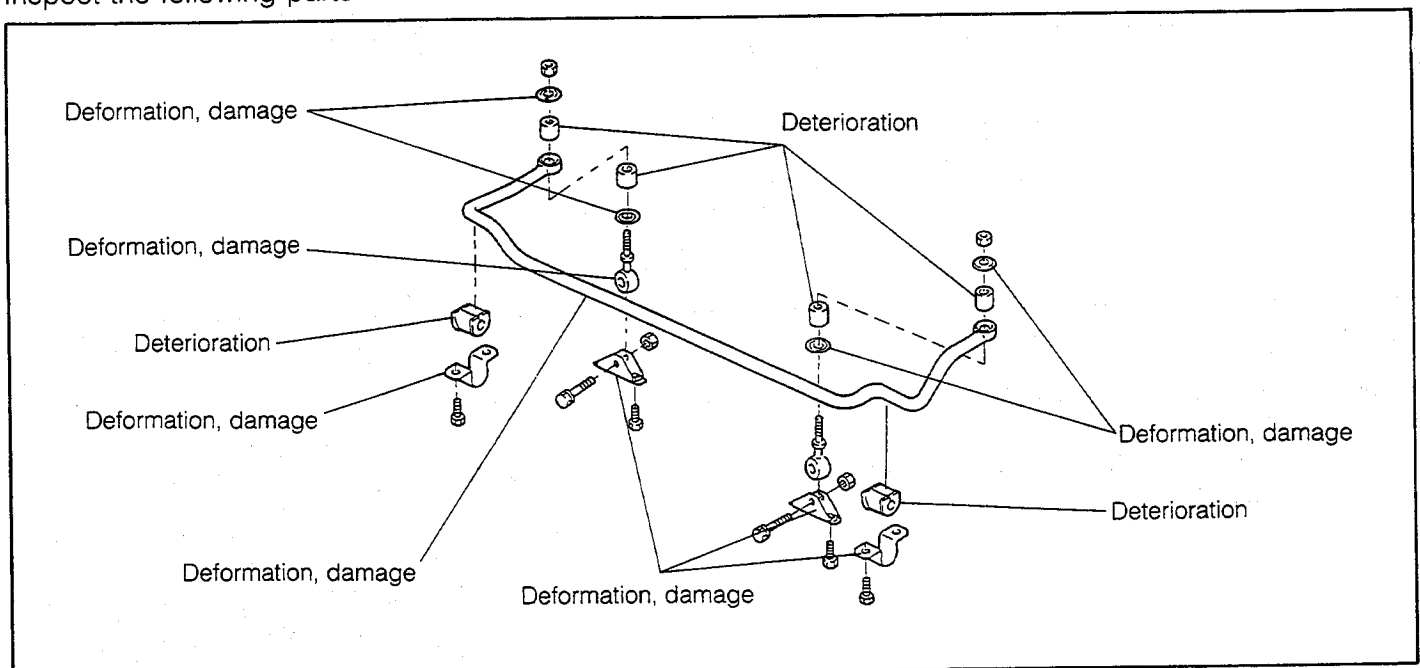 Inspect the following parts
Deformation, damage
Deterioration
Deformation, damage
Deterioration
Deformation, damage
Deformation, damage
Deterioration
Deformation, damage
Deformation, damage